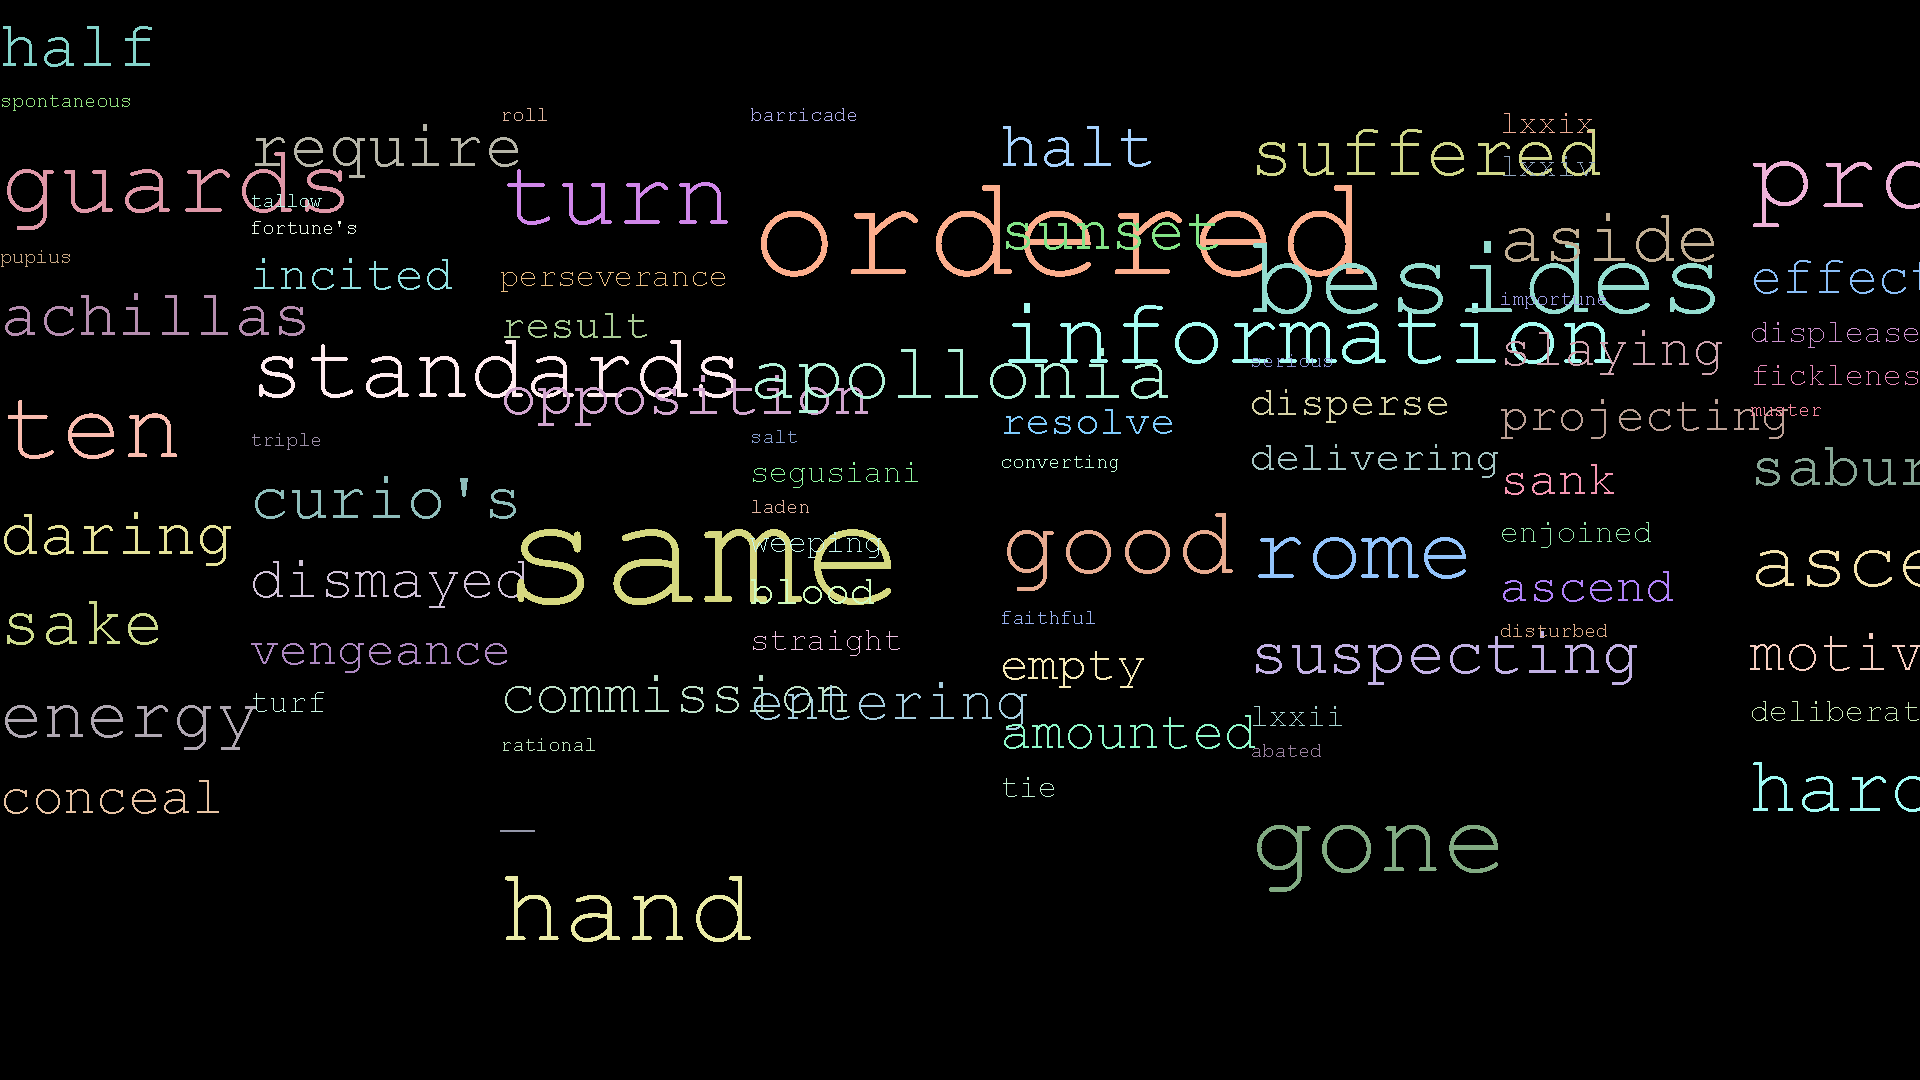 half
spontaneous
guards
pupius
achillas
ten
daring
sake
energy
conceal
require
tallow
fortune's
incited
standards
triple
curio's
dismayed
vengeance
turf
roll
turn
perseverance
result
opposition
same
commission
rational
—
hand
barricade
ordered
apollonia
salt
segusiani
laden
weeping
blood
straight
entering
halt
sunset
information
resolve
converting
good
faithful
empty
amounted
tie
suffered
besides
serious
disperse
delivering
rome
suspecting
lxxii
abated
gone
lxxix
lxxiv
aside
importune
slaying
projecting
sank
enjoined
ascend
disturbed
pro
effect
displease
ficklenes
muster
sabur
asce
motiv
deliberat